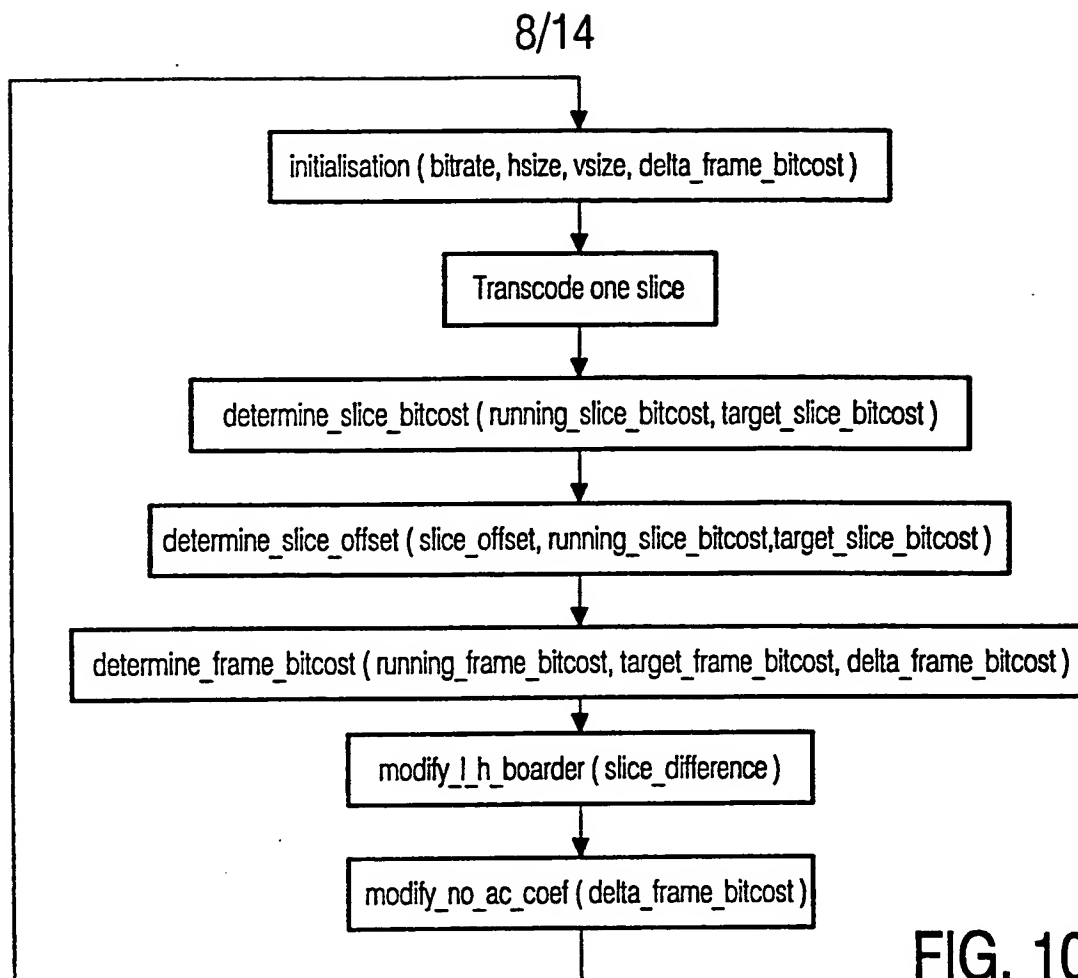 8/14
initialisation ( bitrate, hsize, vsize, delta_frame_bitcost )
Transcode one slice
determine_slice_bitcost ( running_slice_bitcost, target_slice_bitcost )
determine_slice_offset ( slice_offset, running_slice_bitcost,target_slice_bitcost )
determine_frame_bitcost ( running_frame_bitcost, target_frame_bitcost, delta_frame_bitcost )
modify_l_h_boarder ( slice_difference )
modify_no_ac_coef ( delta_frame_bitcost )
FIG. 10